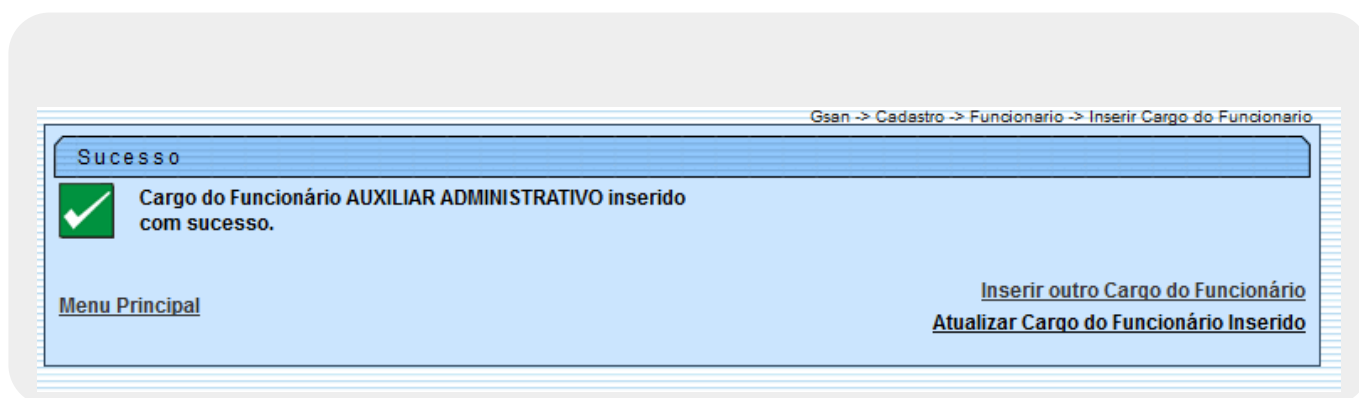 Gsan -> Cadastro -> Funcionario -> Inserir Cargo do Funcionario
Sucesso
Cargo do Funcionário AUXILIAR ADMINISTRATIVO inserido
com sucesso.
Inserir outro Cargo do Funcionário
Menu Principal
Atualizar Cargo do Funcionário Inserido